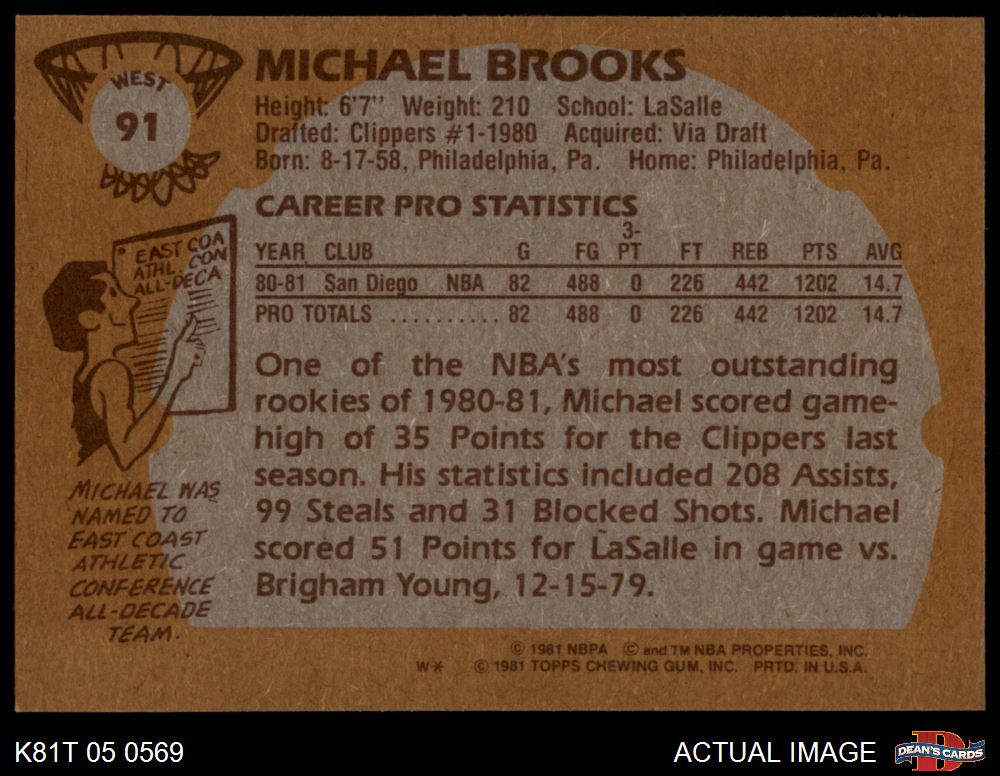 WEST
91
MICHAEL BROOKS
Height: 6'7" Weight: 210 School: LaSalle
Drafted: Clippers #1-1980 Acquired: Via Draft
Born: 8-17-58, Philadelphia, Pa. Home: Philadelphia, Pa.
CAREER PRO STATISTICS
YEAR CLUB G FG 3-PT FT REB PTS AVG
80-81 San Diego NBA 82 488 0 226 442 1202 14.7
PRO TOTALS .......... 82 488 0 226 442 1202 14.7
EAST COA
ATHL. CON
ALL-DECA
One of the NBA's most outstanding
rookies of 1980-81, Michael scored game-
high of 35 Points for the Clippers last
season. His statistics included 208 Assists,
99 Steals and 31 Blocked Shots. Michael
scored 51 Points for LaSalle in game vs.
Brigham Young, 12-15-79.
MICHAEL WAS
NAMED TO
EAST COAST
ATHLETIC
CONFERENCE
ALL-DECADE
TEAM.
© 1981 NBPA © and TM NBA PROPERTIES, INC.
W* © 1981 TOPPS CHEWING GUM, INC. PRTD. IN U.S.A.
K81T 05 0569
ACTUAL IMAGE
D
DEAN'S CARDS